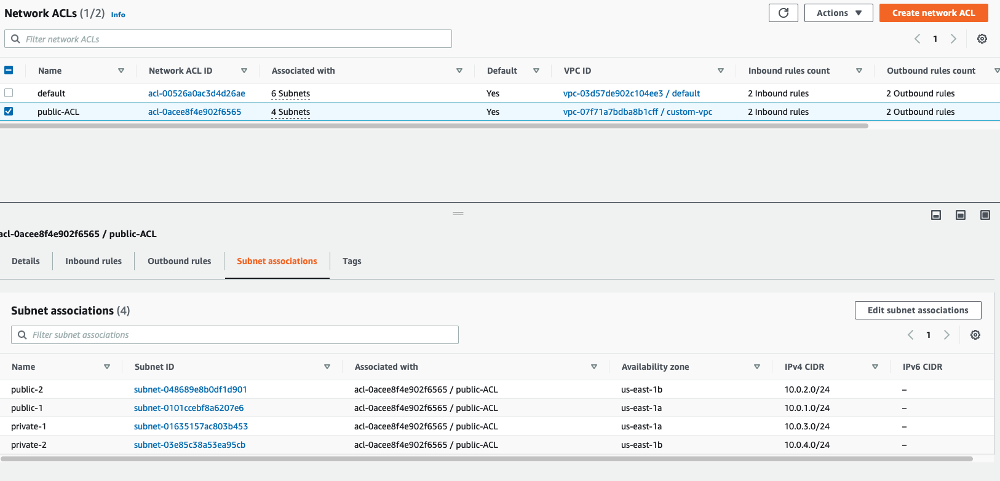 Network ACLs (1/2) Info
Actions
Create network ACL
Filter network ACLs
1
Name Network ACL ID Associated with Default VPC ID Inbound rules count Outbound rules count
default acl-00526a0ac3d4d26ae 6 Subnets Yes vpc-03d57de902c104ee3 / default 2 Inbound rules 2 Outbound rules
public-ACL acl-0acee8f4e902f6565 4 Subnets Yes vpc-07f71a7bdba8b1cff / custom-vpc 2 Inbound rules 2 Outbound rules
acl-0acee8f4e902f6565 / public-ACL
Details Inbound rules Outbound rules Subnet associations Tags
Subnet associations (4)
Edit subnet associations
Filter subnet associations
1
Name Subnet ID Associated with Availability zone IPv4 CIDR IPv6 CIDR
public-2 subnet-048689e8b0df1d901 acl-0acee8f4e902f6565 / public-ACL us-east-1b 10.0.2.0/24 –
public-1 subnet-0101ccebf8a6207e6 acl-0acee8f4e902f6565 / public-ACL us-east-1a 10.0.1.0/24 –
private-1 subnet-01635157ac803b453 acl-0acee8f4e902f6565 / public-ACL us-east-1a 10.0.3.0/24 –
private-2 subnet-03e85c38a53ea95cb acl-0acee8f4e902f6565 / public-ACL us-east-1b 10.0.4.0/24 –